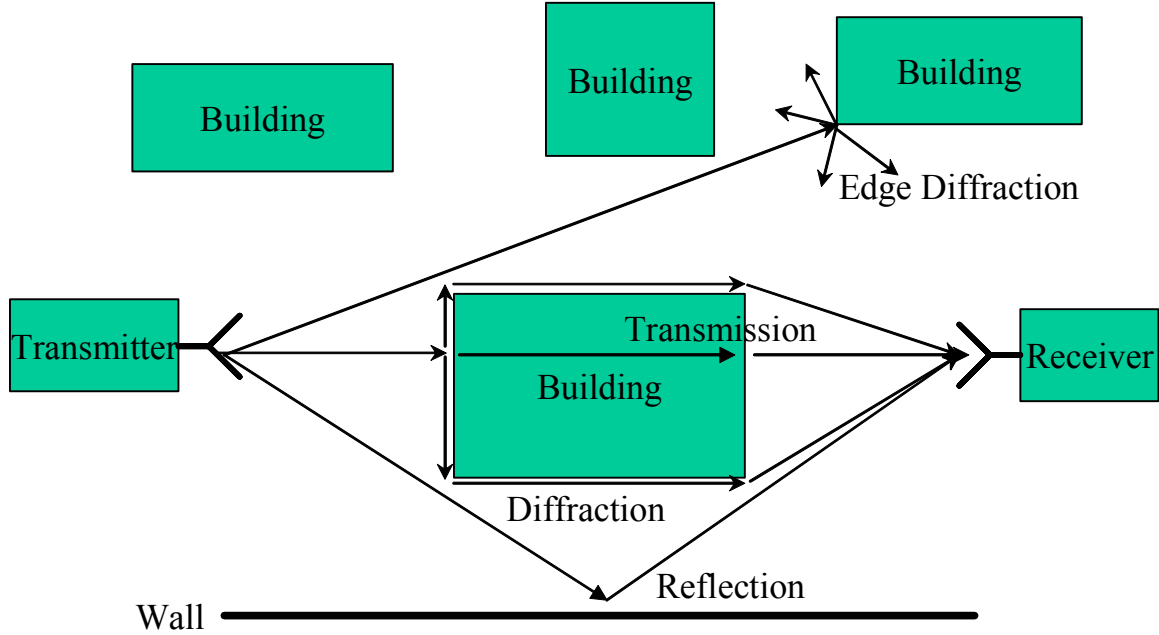 Building
Building
Building
Edge Diffraction
Transmitter
Transmission
Receiver
Building
Diffraction
Reflection
Wall